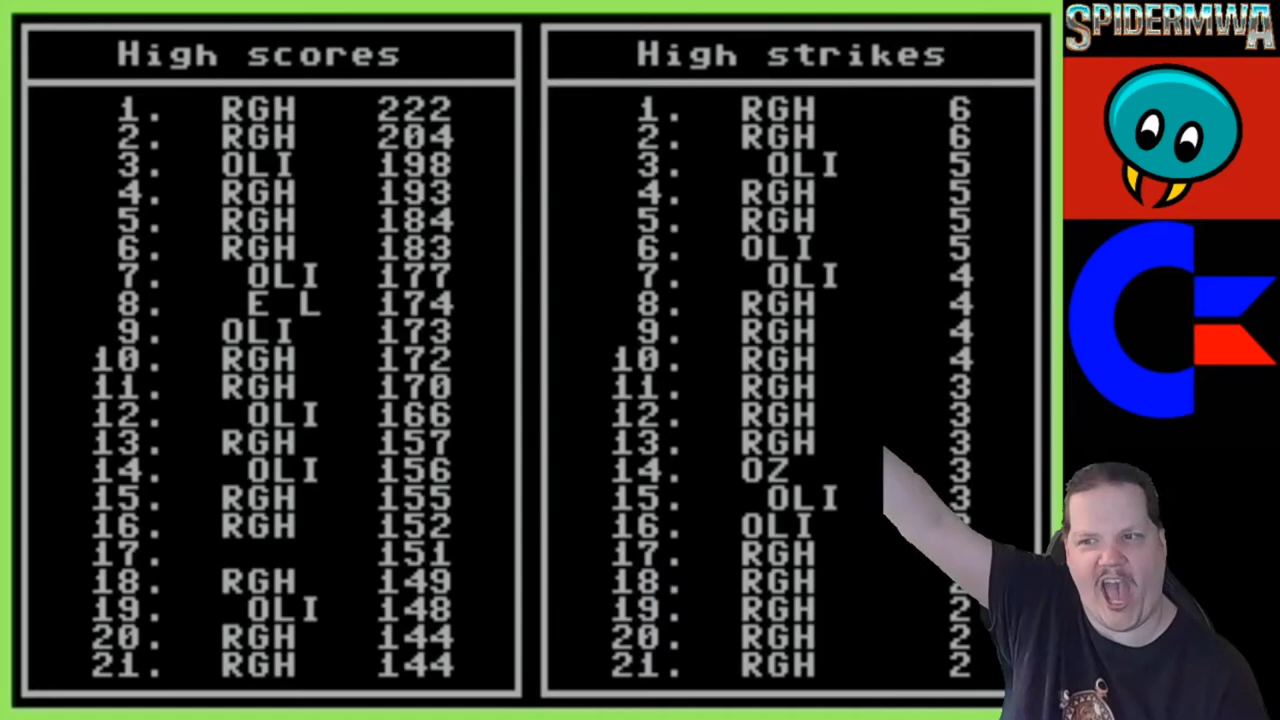 High scores
1. RGH 222
2. RGH 204
3. OLI 198
4. RGH 193
5. RGH 184
6. RGH 183
7. OLI 177
8. E L 174
9. OLI 173
10. RGH 172
11. RGH 170
12. OLI 166
13. RGH 157
14. OLI 156
15. RGH 155
16. RGH 152
17. 151
18. RGH 149
19. OLI 148
20. RGH 144
21. RGH 144
High strikes
1. RGH 6
2. RGH 6
3. OLI 5
4. RGH 5
5. RGH 5
6. OLI 5
7. OLI 4
8. RGH 4
9. RGH 4
10. RGH 4
11. RGH 3
12. RGH 3
13. RGH 3
14. OZ 3
15. OLI 3
16. OLI
17. RGH
18. RGH
19. RGH 2
20. RGH 2
21. RGH 2
SPIDERMWA